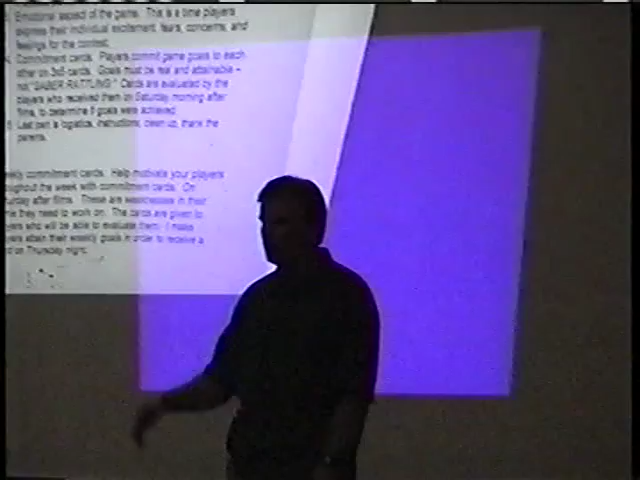 Emotional aspect of the game. This is a time players
express their individual excitement, fears, concerns, and
feelings for the contest.
Commitment cards. Players commit game goals to each
other on 3x5 cards. Goals must be real and attainable –
not "SABER RATTLING." Cards are evaluated by the
players who received them on Saturday morning after
films, to determine if goals were achieved.
Last part is logistics, instructions, clean up, thank the
parents.
commitment cards. Help motivate your players
the week with commitment cards. On
after films. These are weaknesses in their
they need to work on. The cards are given to
who will be able to evaluate them. I make
attain their weekly goals in order to receive a
on Thursday night.